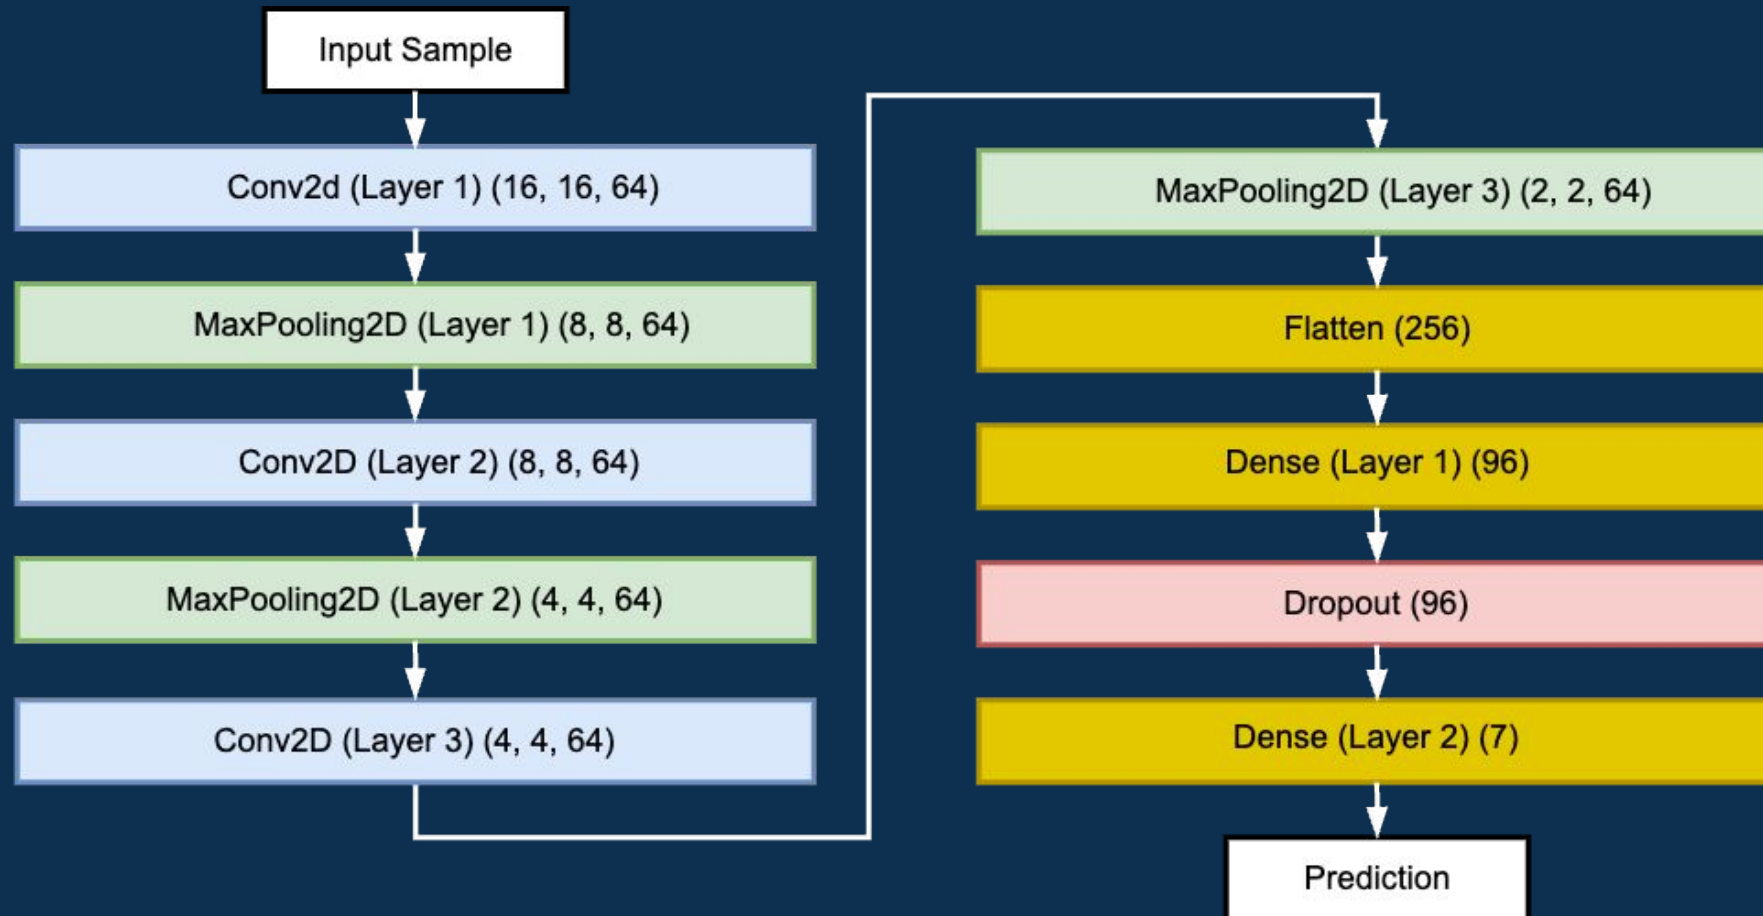 Input Sample
Conv2d (Layer 1) (16, 16, 64)
MaxPooling2D (Layer 1) (8, 8, 64)
Conv2D (Layer 2) (8, 8, 64)
MaxPooling2D (Layer 2) (4, 4, 64)
Conv2D (Layer 3) (4, 4, 64)
MaxPooling2D (Layer 3) (2, 2, 64)
Flatten (256)
Dense (Layer 1) (96)
Dropout (96)
Dense (Layer 2) (7)
Prediction